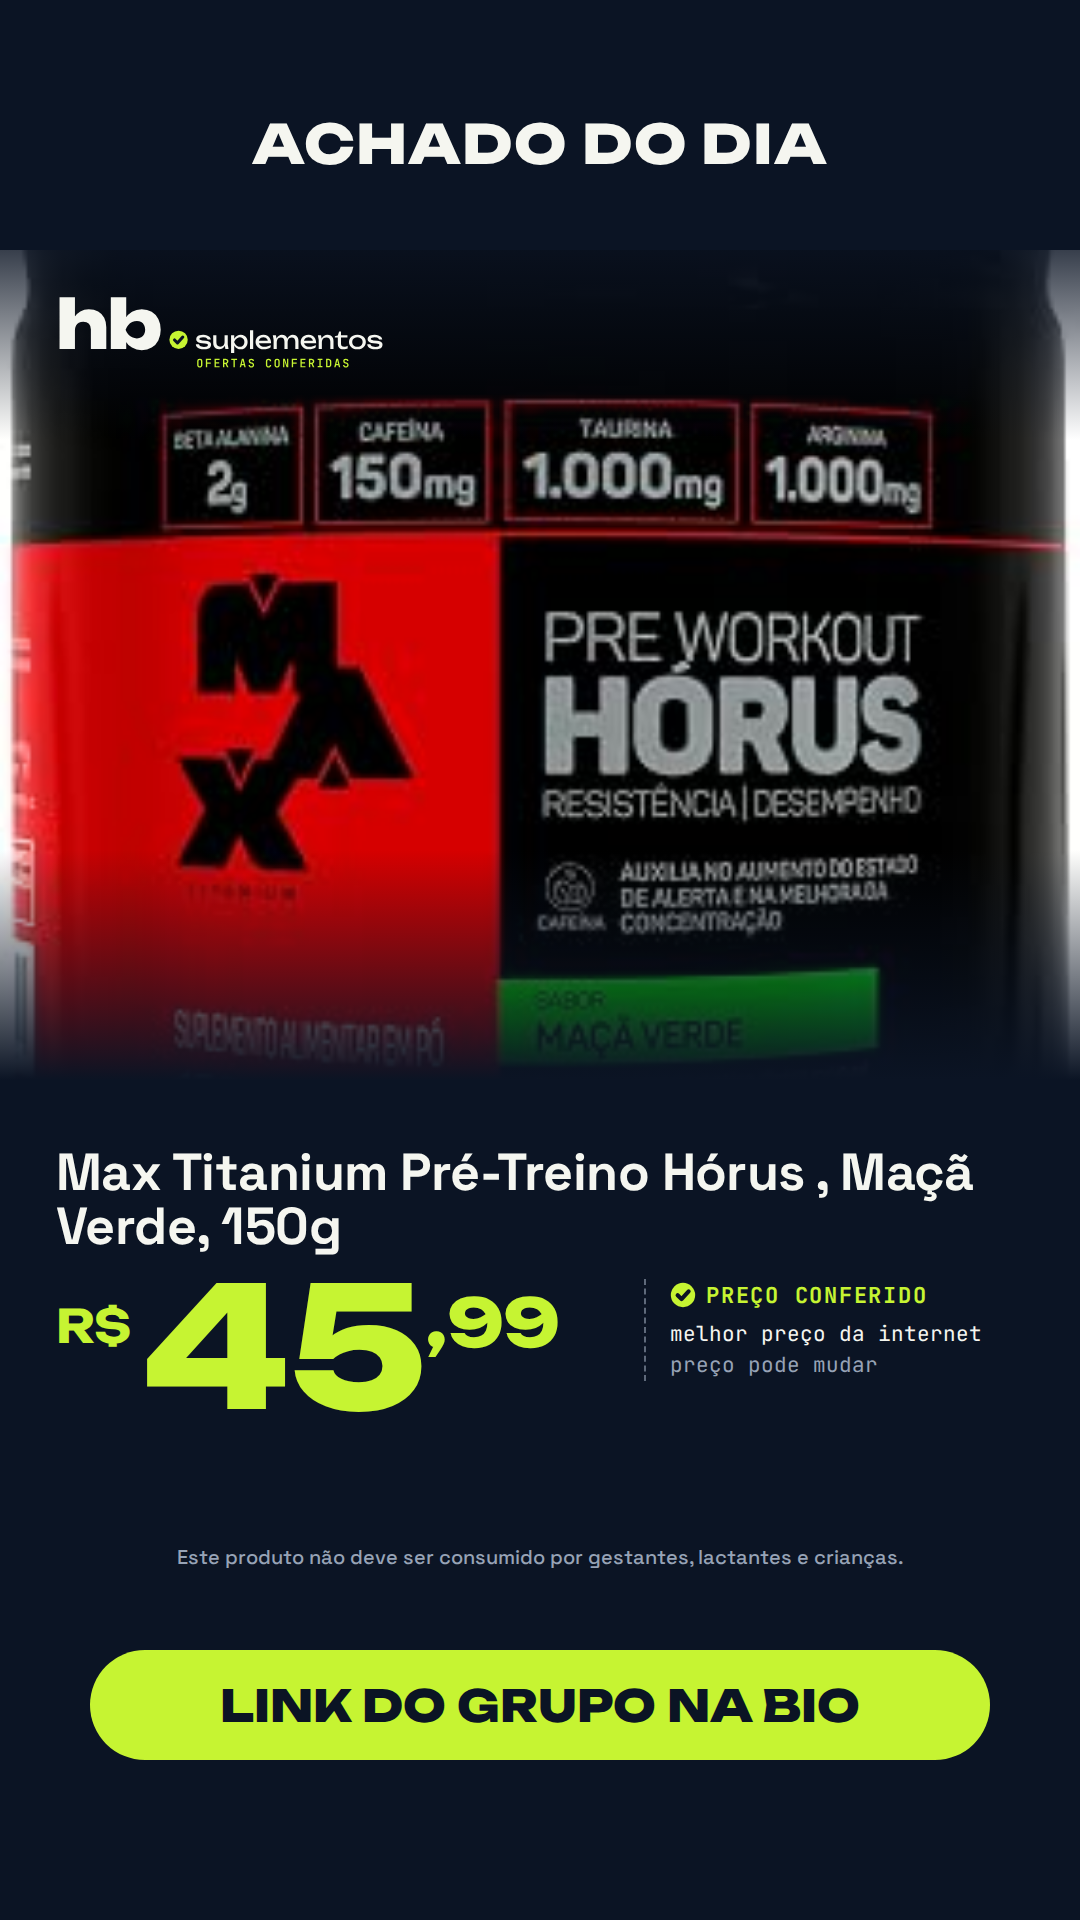 ACHADO DO DIA
hb suplementos
OFERTAS CONFERIDAS
BETA ALANINA
2g
CAFEÍNA
150mg
TAURINA
1.000mg
ARGININA
1.000mg
MAX
TITANIUM
PRE WORKOUT
HÓRUS
RESISTÊNCIA | DESEMPENHO
CAFEÍNA
AUXILIA NO AUMENTO DO ESTADO
DE ALERTA E NA MELHORA DA
CONCENTRAÇÃO
SABOR
MAÇÃ VERDE
SUPLEMENTO ALIMENTAR EM PÓ
Max Titanium Pré-Treino Hórus , Maçã
Verde, 150g
R$ 45,99
PREÇO CONFERIDO
melhor preço da internet
preço pode mudar
Este produto não deve ser consumido por gestantes, lactantes e crianças.
LINK DO GRUPO NA BIO